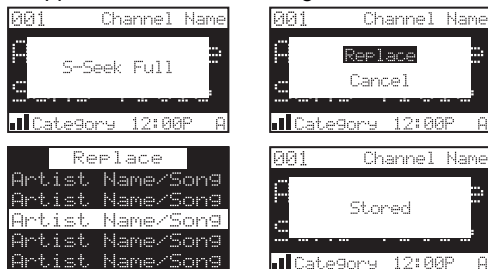 001 Channel Name
S-Seek Full
Category 12:00P A
001 Channel Name
Replace
Cancel
Category 12:00P A
Replace
Artist Name/Song
Artist Name/Song
Artist Name/Song
Artist Name/Song
Artist Name/Song
001 Channel Name
Stored
Category 12:00P A